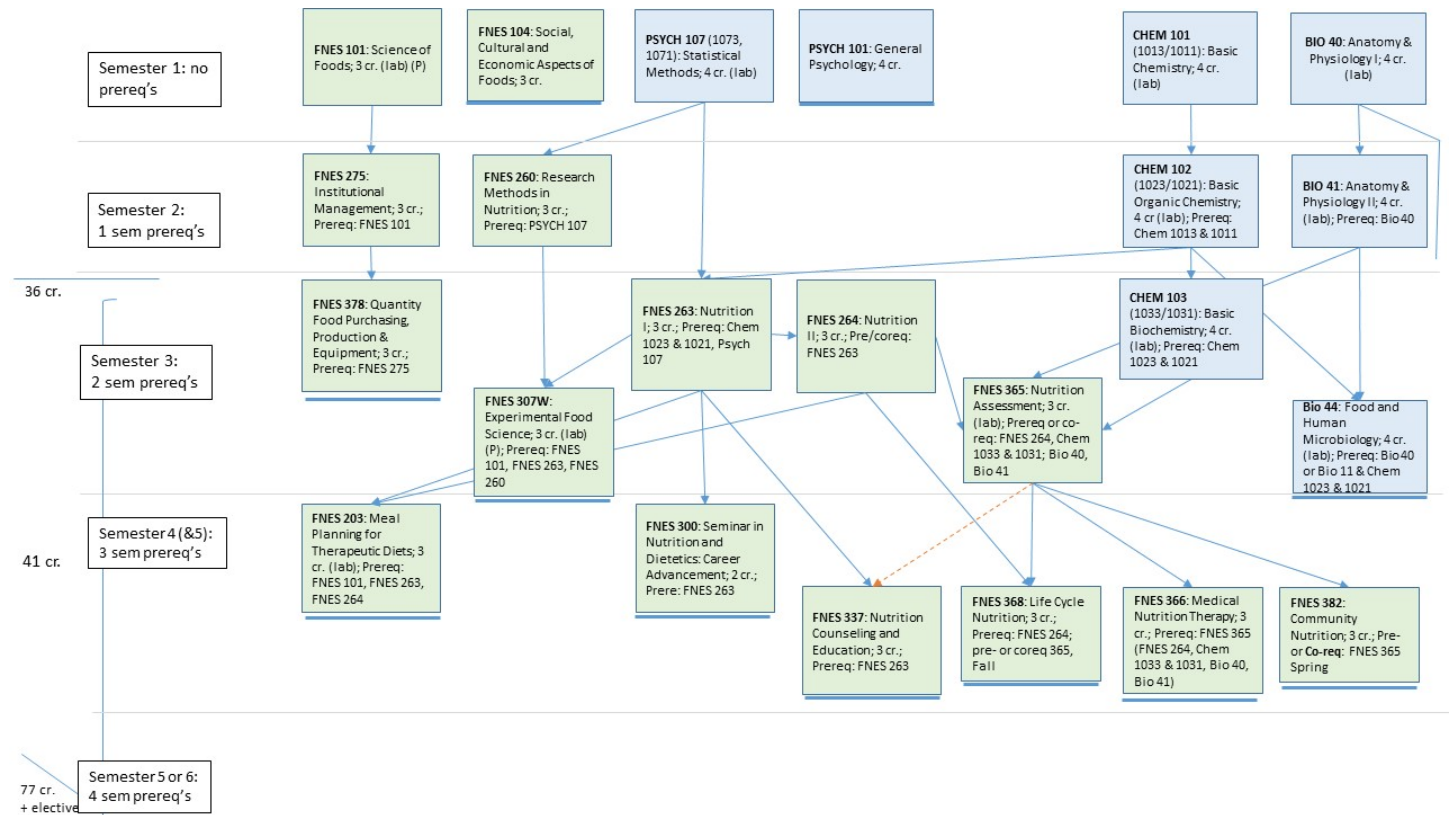 Semester 1: no
prereq's
FNES 101: Science of
Foods; 3 cr. (lab) (P)
FNES 104: Social,
Cultural and
Economic Aspects of
Foods; 3 cr.
PSYCH 107 (1073,
1071): Statistical
Methods; 4 cr. (lab)
PSYCH 101: General
Psychology; 4 cr.
CHEM 101
(1013/1011): Basic
Chemistry; 4 cr.
(lab)
BIO 40: Anatomy &
Physiology I; 4 cr.
(lab)
Semester 2:
1 sem prereq's
FNES 275:
Institutional
Management; 3 cr.;
Prereq: FNES 101
FNES 260: Research
Methods in
Nutrition; 3 cr.;
Prereq: PSYCH 107
CHEM 102
(1023/1021): Basic
Organic Chemistry;
4 cr (lab); Prereq:
Chem 1013 & 1011
BIO 41: Anatomy &
Physiology II; 4 cr.
(lab); Prereq: Bio 40
36 cr.
Semester 3:
2 sem prereq's
FNES 378: Quantity
Food Purchasing,
Production &
Equipment; 3 cr.;
Prereq: FNES 275
FNES 307W:
Experimental Food
Science; 3 cr. (lab)
(P); Prereq: FNES
101, FNES 263, FNES
260
FNES 263: Nutrition
I; 3 cr.; Prereq: Chem
1023 & 1021, Psych
107
FNES 264: Nutrition
II; 3 cr.; Pre/coreq:
FNES 263
FNES 365: Nutrition
Assessment; 3 cr.
(lab); Prereq or co-
req: FNES 264, Chem
1033 & 1031; Bio 40,
Bio 41
CHEM 103
(1033/1031): Basic
Biochemistry; 4 cr.
(lab); Prereq: Chem
1023 & 1021
Bio 44: Food and
Human
Microbiology; 4 cr.
(lab); Prereq: Bio 40
or Bio 11 & Chem
1023 & 1021
41 cr.
Semester 4 (&5):
3 sem prereq's
FNES 203: Meal
Planning for
Therapeutic Diets; 3
cr. (lab); Prereq:
FNES 101, FNES 263,
FNES 264
FNES 300: Seminar in
Nutrition and
Dietetics: Career
Advancement; 2 cr.;
Prere: FNES 263
FNES 337: Nutrition
Counseling and
Education; 3 cr.;
Prereq: FNES 263
FNES 368: Life Cycle
Nutrition; 3 cr.;
Prereq: FNES 264;
pre- or coreq 365,
Fall
FNES 366: Medical
Nutrition Therapy; 3
cr.; Prereq: FNES 365
(FNES 264, Chem
1033 & 1031, Bio 40,
Bio 41)
FNES 382:
Community
Nutrition; 3 cr.; Pre-
or Co-req: FNES 365
Spring
77 cr.
+ elective
Semester 5 or 6:
4 sem prereq's